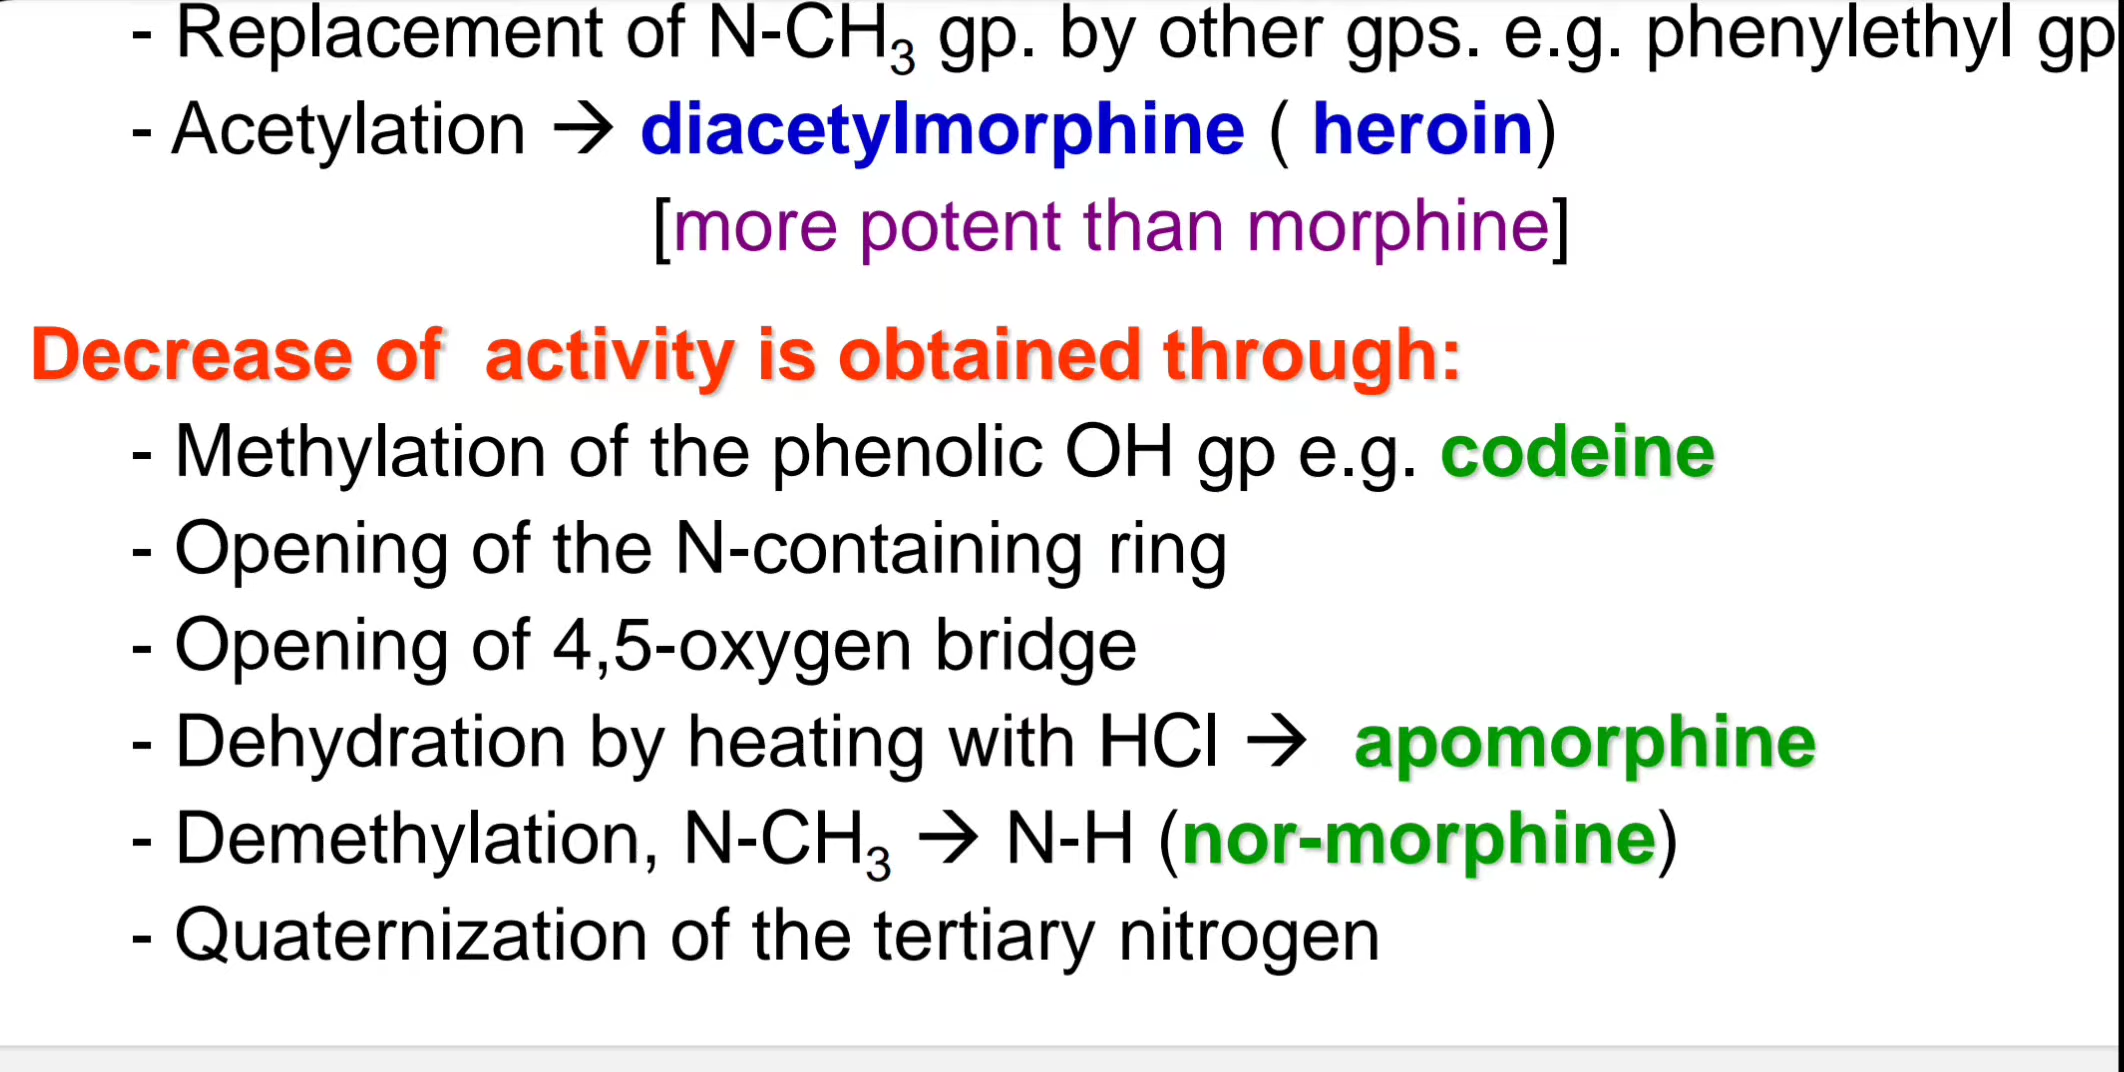 - Replacement of N-CH₃ gp. by other gps. e.g. phenylethyl gp
- Acetylation → diacetylmorphine ( heroin)
[more potent than morphine]
Decrease of  activity is obtained through:
- Methylation of the phenolic OH gp e.g. codeine
- Opening of the N-containing ring
- Opening of 4,5-oxygen bridge
- Dehydration by heating with HCl →  apomorphine
- Demethylation, N-CH₃ → N-H (nor-morphine)
- Quaternization of the tertiary nitrogen